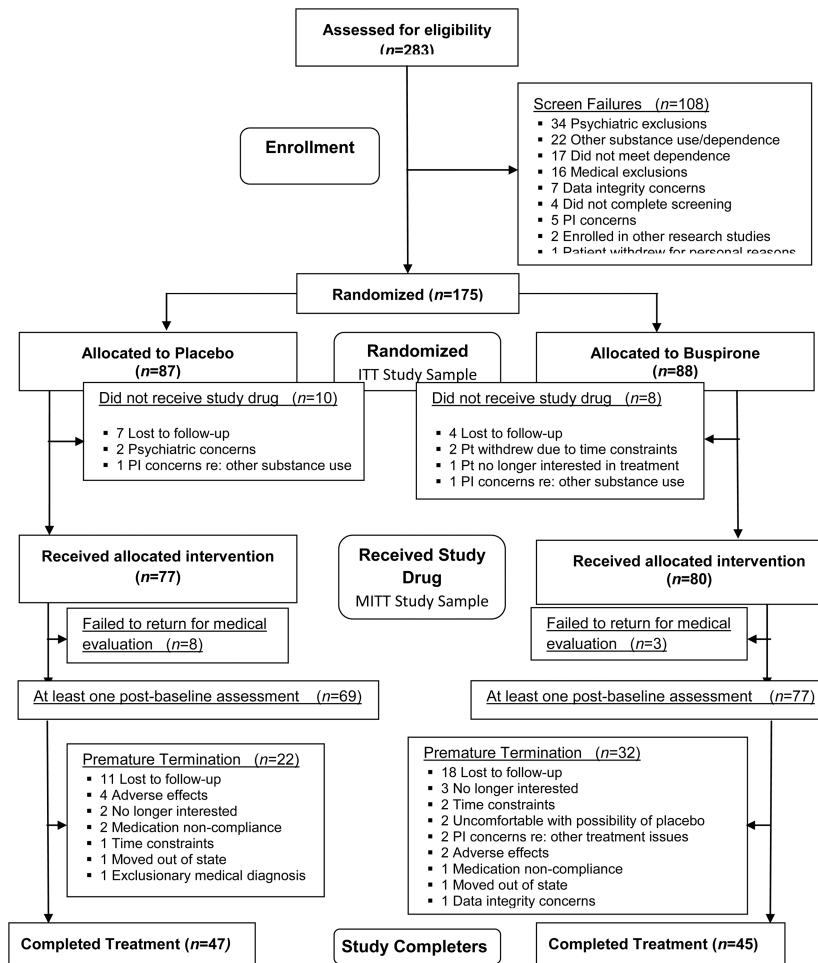 Assessed for eligibility
(n=283)
Enrollment
Screen Failures (n=108)
▪ 34 Psychiatric exclusions
▪ 22 Other substance use/dependence
▪ 17 Did not meet dependence
▪ 16 Medical exclusions
▪ 7 Data integrity concerns
▪ 4 Did not complete screening
▪ 5 PI concerns
▪ 2 Enrolled in other research studies
▪ 1 Patient withdrew for personal reasons
Randomized (n=175)
Allocated to Placebo
(n=87)
Randomized
ITT Study Sample
Allocated to Buspirone
(n=88)
Did not receive study drug (n=10)
▪ 7 Lost to follow-up
▪ 2 Psychiatric concerns
▪ 1 PI concerns re: other substance use
Did not receive study drug (n=8)
▪ 4 Lost to follow-up
▪ 2 Pt withdrew due to time constraints
▪ 1 Pt no longer interested in treatment
▪ 1 PI concerns re: other substance use
Received allocated intervention
(n=77)
Received Study
Drug
MITT Study Sample
Received allocated intervention
(n=80)
Failed to return for medical
evaluation (n=8)
Failed to return for medical
evaluation (n=3)
At least one post-baseline assessment (n=69)
At least one post-baseline assessment (n=77)
Premature Termination (n=22)
▪ 11 Lost to follow-up
▪ 4 Adverse effects
▪ 2 No longer interested
▪ 2 Medication non-compliance
▪ 1 Time constraints
▪ 1 Moved out of state
▪ 1 Exclusionary medical diagnosis
Premature Termination (n=32)
▪ 18 Lost to follow-up
▪ 3 No longer interested
▪ 2 Time constraints
▪ 2 Uncomfortable with possibility of placebo
▪ 2 PI concerns re: other treatment issues
▪ 2 Adverse effects
▪ 1 Medication non-compliance
▪ 1 Moved out of state
▪ 1 Data integrity concerns
Completed Treatment (n=47)
Study Completers
Completed Treatment (n=45)